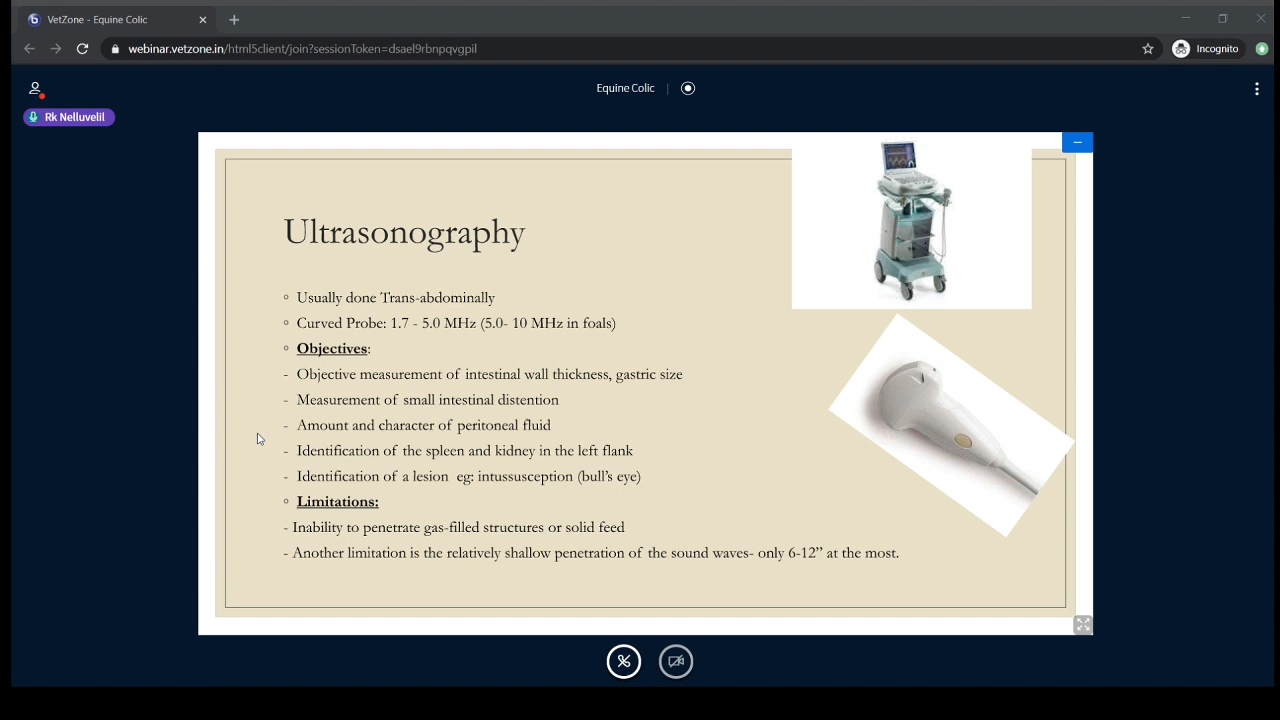 VetZone - Equine Colic
webinar.vetzone.in/html5client/join?sessionToken=dsael9rbnpqvgpil
Incognito
Equine Colic
Rk Nelluvelil
Ultrasonography
◦ Usually done Trans-abdominally
◦ Curved Probe: 1.7 - 5.0 MHz (5.0- 10 MHz in foals)
◦ Objectives:
- Objective measurement of intestinal wall thickness, gastric size
- Measurement of small intestinal distention
- Amount and character of peritoneal fluid
- Identification of the spleen and kidney in the left flank
- Identification of a lesion eg: intussusception (bull’s eye)
◦ Limitations:
- Inability to penetrate gas-filled structures or solid feed
- Another limitation is the relatively shallow penetration of the sound waves- only 6-12” at the most.